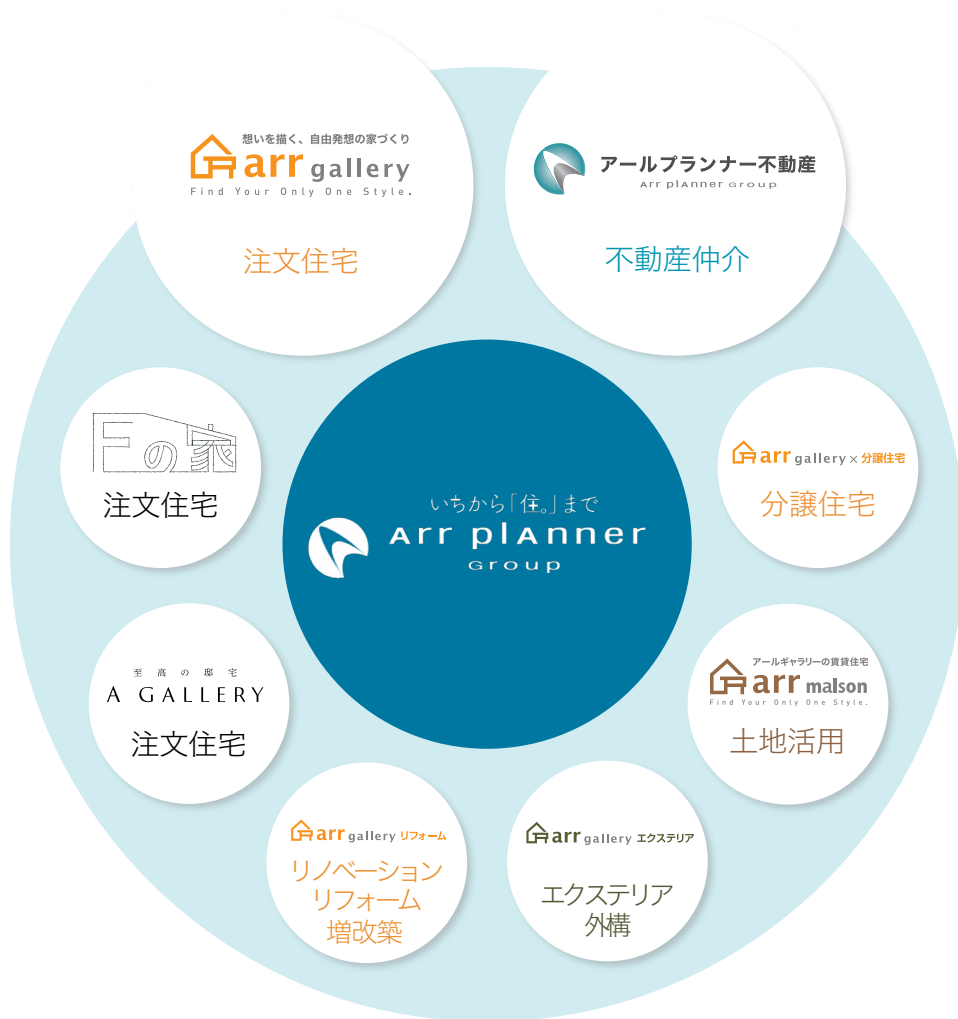 想いを描く、自由発想の家づくり
arr gallery
Find Your Only One Style.
注文住宅
アールプランナー不動産
Arr plAnner Group
不動産仲介
Fの家
注文住宅
いちから「住。」まで
Arr plAnner
Group
arr gallery × 分譲住宅
分譲住宅
至高の邸宅
A GALLERY
注文住宅
アールギャラリーの賃貸住宅
arr maison
Find Your Only One Style.
土地活用
arr gallery リフォーム
リノベーション
リフォーム
増改築
arr gallery エクステリア
エクステリア
外構